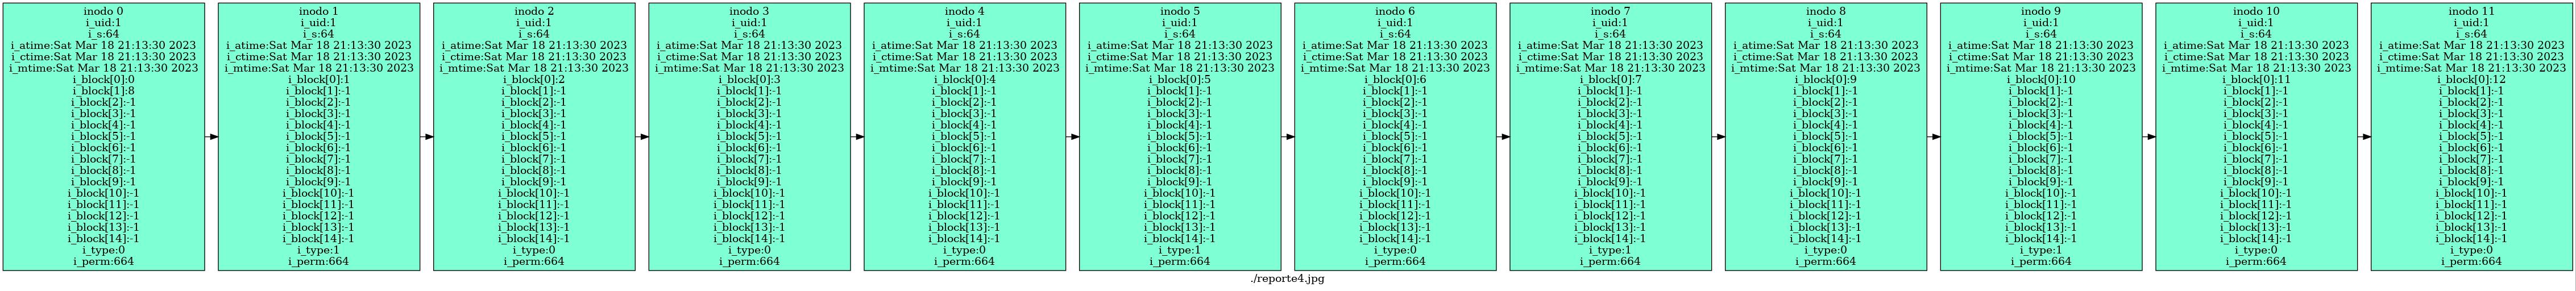 inodo 0
i_uid:1
i_s:64
i_atime:Sat Mar 18 21:13:30 2023
i_ctime:Sat Mar 18 21:13:30 2023
i_mtime:Sat Mar 18 21:13:30 2023
i_block[0]:0
i_block[1]:8
i_block[2]:-1
i_block[3]:-1
i_block[4]:-1
i_block[5]:-1
i_block[6]:-1
i_block[7]:-1
i_block[8]:-1
i_block[9]:-1
i_block[10]:-1
i_block[11]:-1
i_block[12]:-1
i_block[13]:-1
i_block[14]:-1
i_type:0
i_perm:664
inodo 1
i_uid:1
i_s:64
i_atime:Sat Mar 18 21:13:30 2023
i_ctime:Sat Mar 18 21:13:30 2023
i_mtime:Sat Mar 18 21:13:30 2023
i_block[0]:1
i_block[1]:-1
i_block[2]:-1
i_block[3]:-1
i_block[4]:-1
i_block[5]:-1
i_block[6]:-1
i_block[7]:-1
i_block[8]:-1
i_block[9]:-1
i_block[10]:-1
i_block[11]:-1
i_block[12]:-1
i_block[13]:-1
i_block[14]:-1
i_type:1
i_perm:664
inodo 2
i_uid:1
i_s:64
i_atime:Sat Mar 18 21:13:30 2023
i_ctime:Sat Mar 18 21:13:30 2023
i_mtime:Sat Mar 18 21:13:30 2023
i_block[0]:2
i_block[1]:-1
i_block[2]:-1
i_block[3]:-1
i_block[4]:-1
i_block[5]:-1
i_block[6]:-1
i_block[7]:-1
i_block[8]:-1
i_block[9]:-1
i_block[10]:-1
i_block[11]:-1
i_block[12]:-1
i_block[13]:-1
i_block[14]:-1
i_type:0
i_perm:664
inodo 3
i_uid:1
i_s:64
i_atime:Sat Mar 18 21:13:30 2023
i_ctime:Sat Mar 18 21:13:30 2023
i_mtime:Sat Mar 18 21:13:30 2023
i_block[0]:3
i_block[1]:-1
i_block[2]:-1
i_block[3]:-1
i_block[4]:-1
i_block[5]:-1
i_block[6]:-1
i_block[7]:-1
i_block[8]:-1
i_block[9]:-1
i_block[10]:-1
i_block[11]:-1
i_block[12]:-1
i_block[13]:-1
i_block[14]:-1
i_type:0
i_perm:664
inodo 4
i_uid:1
i_s:64
i_atime:Sat Mar 18 21:13:30 2023
i_ctime:Sat Mar 18 21:13:30 2023
i_mtime:Sat Mar 18 21:13:30 2023
i_block[0]:4
i_block[1]:-1
i_block[2]:-1
i_block[3]:-1
i_block[4]:-1
i_block[5]:-1
i_block[6]:-1
i_block[7]:-1
i_block[8]:-1
i_block[9]:-1
i_block[10]:-1
i_block[11]:-1
i_block[12]:-1
i_block[13]:-1
i_block[14]:-1
i_type:0
i_perm:664
inodo 5
i_uid:1
i_s:64
i_atime:Sat Mar 18 21:13:30 2023
i_ctime:Sat Mar 18 21:13:30 2023
i_mtime:Sat Mar 18 21:13:30 2023
i_block[0]:5
i_block[1]:-1
i_block[2]:-1
i_block[3]:-1
i_block[4]:-1
i_block[5]:-1
i_block[6]:-1
i_block[7]:-1
i_block[8]:-1
i_block[9]:-1
i_block[10]:-1
i_block[11]:-1
i_block[12]:-1
i_block[13]:-1
i_block[14]:-1
i_type:1
i_perm:664
inodo 6
i_uid:1
i_s:64
i_atime:Sat Mar 18 21:13:30 2023
i_ctime:Sat Mar 18 21:13:30 2023
i_mtime:Sat Mar 18 21:13:30 2023
i_block[0]:6
i_block[1]:-1
i_block[2]:-1
i_block[3]:-1
i_block[4]:-1
i_block[5]:-1
i_block[6]:-1
i_block[7]:-1
i_block[8]:-1
i_block[9]:-1
i_block[10]:-1
i_block[11]:-1
i_block[12]:-1
i_block[13]:-1
i_block[14]:-1
i_type:0
i_perm:664
inodo 7
i_uid:1
i_s:64
i_atime:Sat Mar 18 21:13:30 2023
i_ctime:Sat Mar 18 21:13:30 2023
i_mtime:Sat Mar 18 21:13:30 2023
i_block[0]:7
i_block[1]:-1
i_block[2]:-1
i_block[3]:-1
i_block[4]:-1
i_block[5]:-1
i_block[6]:-1
i_block[7]:-1
i_block[8]:-1
i_block[9]:-1
i_block[10]:-1
i_block[11]:-1
i_block[12]:-1
i_block[13]:-1
i_block[14]:-1
i_type:1
i_perm:664
inodo 8
i_uid:1
i_s:64
i_atime:Sat Mar 18 21:13:30 2023
i_ctime:Sat Mar 18 21:13:30 2023
i_mtime:Sat Mar 18 21:13:30 2023
i_block[0]:9
i_block[1]:-1
i_block[2]:-1
i_block[3]:-1
i_block[4]:-1
i_block[5]:-1
i_block[6]:-1
i_block[7]:-1
i_block[8]:-1
i_block[9]:-1
i_block[10]:-1
i_block[11]:-1
i_block[12]:-1
i_block[13]:-1
i_block[14]:-1
i_type:0
i_perm:664
inodo 9
i_uid:1
i_s:64
i_atime:Sat Mar 18 21:13:30 2023
i_ctime:Sat Mar 18 21:13:30 2023
i_mtime:Sat Mar 18 21:13:30 2023
i_block[0]:10
i_block[1]:-1
i_block[2]:-1
i_block[3]:-1
i_block[4]:-1
i_block[5]:-1
i_block[6]:-1
i_block[7]:-1
i_block[8]:-1
i_block[9]:-1
i_block[10]:-1
i_block[11]:-1
i_block[12]:-1
i_block[13]:-1
i_block[14]:-1
i_type:1
i_perm:664
inodo 10
i_uid:1
i_s:64
i_atime:Sat Mar 18 21:13:30 2023
i_ctime:Sat Mar 18 21:13:30 2023
i_mtime:Sat Mar 18 21:13:30 2023
i_block[0]:11
i_block[1]:-1
i_block[2]:-1
i_block[3]:-1
i_block[4]:-1
i_block[5]:-1
i_block[6]:-1
i_block[7]:-1
i_block[8]:-1
i_block[9]:-1
i_block[10]:-1
i_block[11]:-1
i_block[12]:-1
i_block[13]:-1
i_block[14]:-1
i_type:0
i_perm:664
inodo 11
i_uid:1
i_s:64
i_atime:Sat Mar 18 21:13:30 2023
i_ctime:Sat Mar 18 21:13:30 2023
i_mtime:Sat Mar 18 21:13:30 2023
i_block[0]:12
i_block[1]:-1
i_block[2]:-1
i_block[3]:-1
i_block[4]:-1
i_block[5]:-1
i_block[6]:-1
i_block[7]:-1
i_block[8]:-1
i_block[9]:-1
i_block[10]:-1
i_block[11]:-1
i_block[12]:-1
i_block[13]:-1
i_block[14]:-1
i_type:0
i_perm:664
./reporte4.jpg